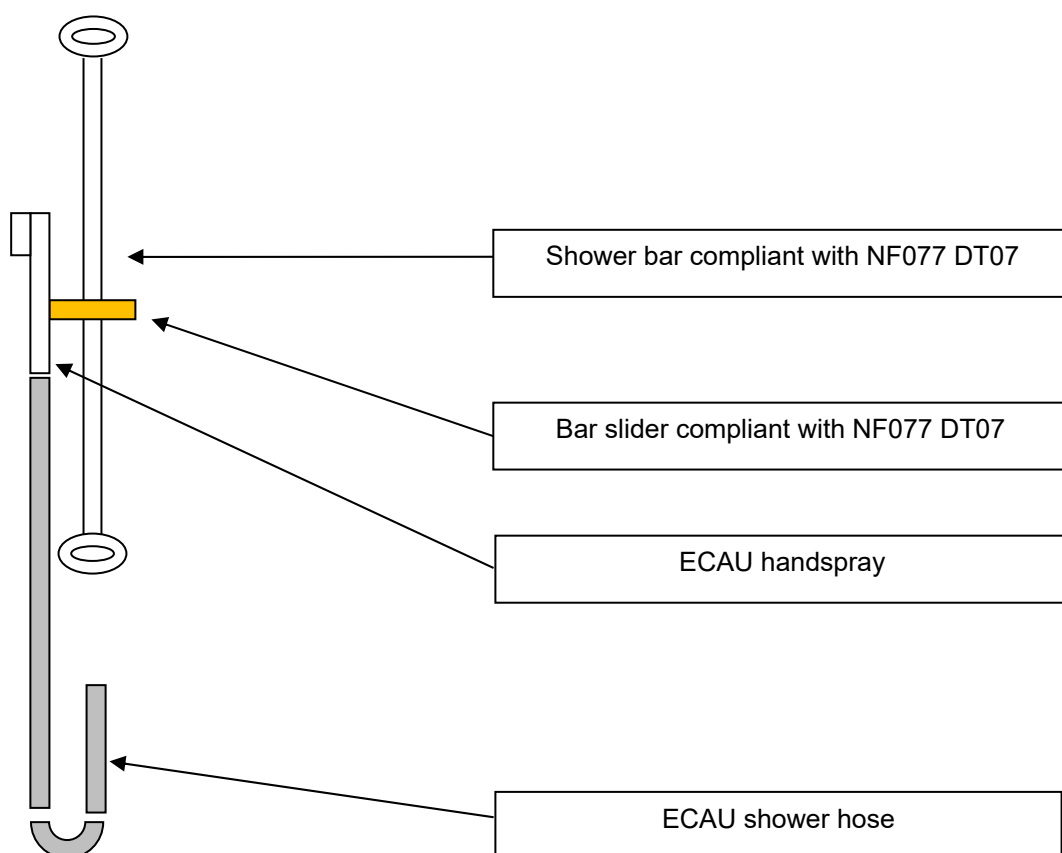 Shower bar compliant with NF077 DT07
Bar slider compliant with NF077 DT07
ECAU handspray
ECAU shower hose